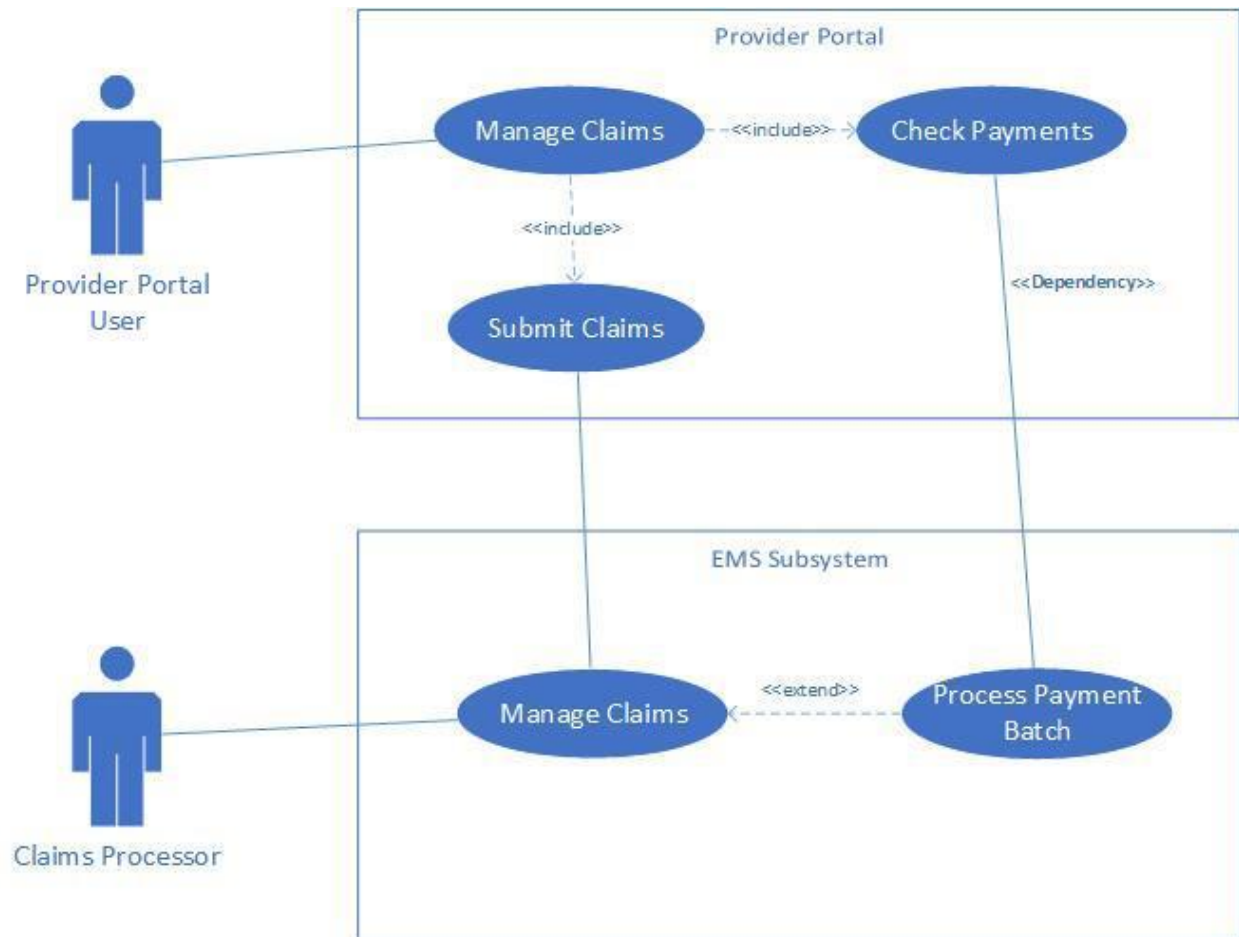 Provider Portal
Manage Claims
<<include>>
Check Payments
<<include>>
Provider Portal
User
<<Dependency>>
Submit Claims
EMS Subsystem
Manage Claims
<<extend>>
Process Payment
Batch
Claims Processor